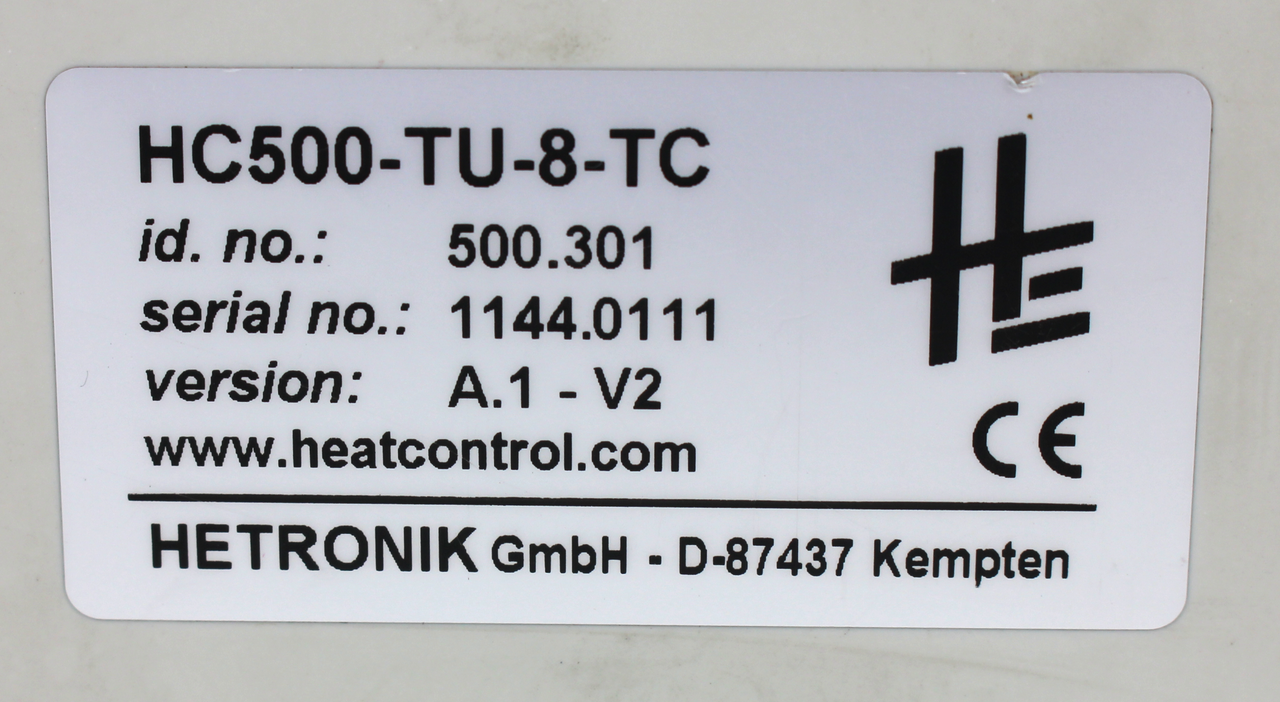 HC500-TU-8-TC
id. no.: 500.301
serial no.: 1144.0111
version: A.1 - V2
www.heatcontrol.com
HE
CE
HETRONIK GmbH - D-87437 Kempten